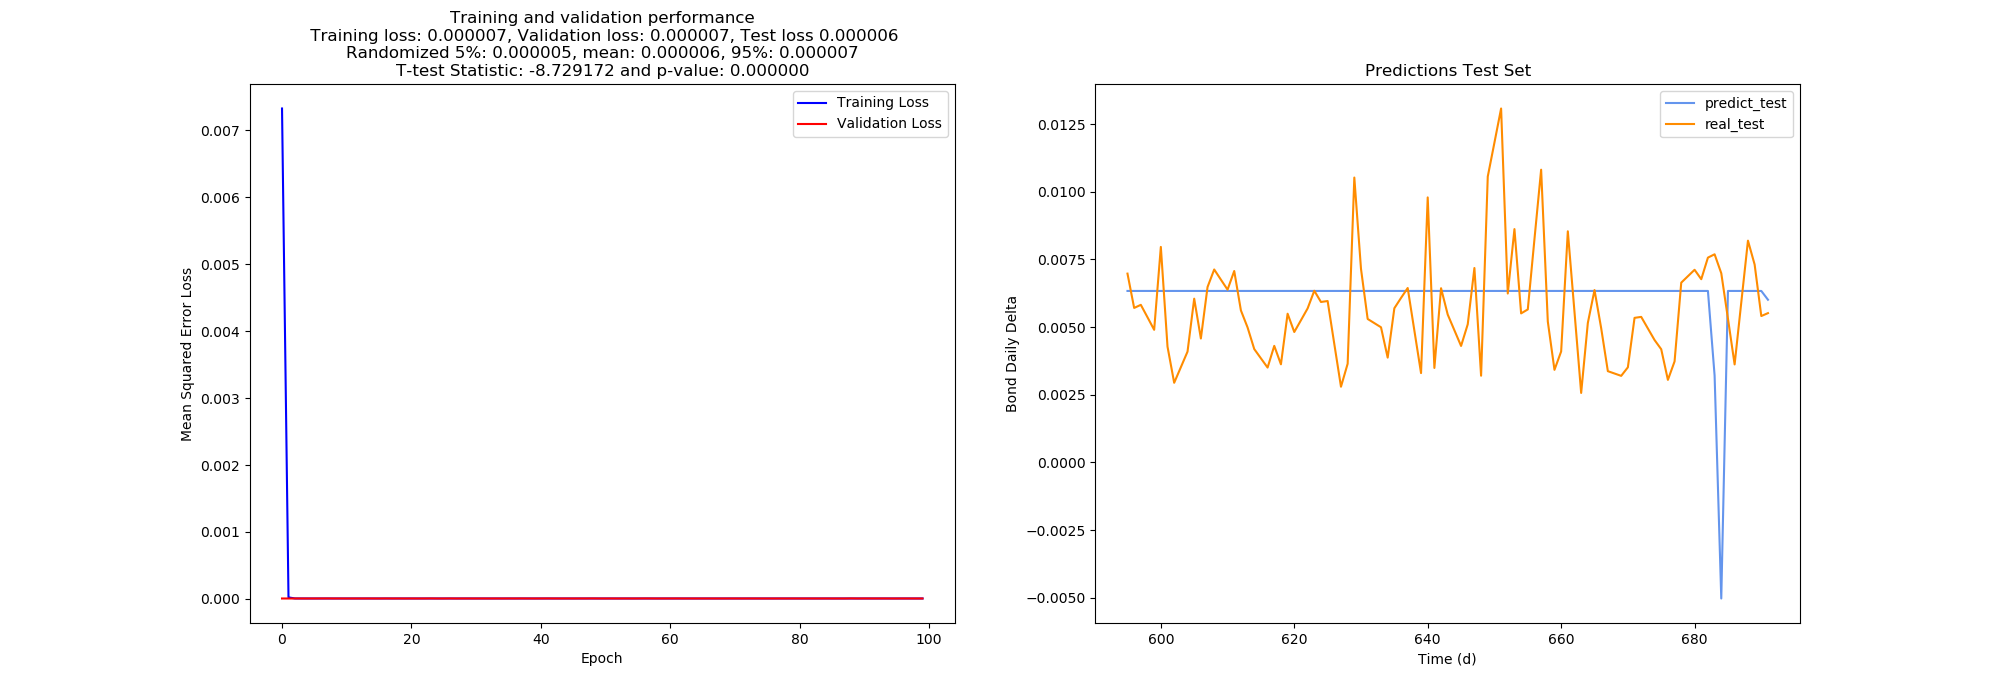 Training and validation performance
Training loss: 0.000007, Validation loss: 0.000007, Test loss 0.000006
Randomized 5%: 0.000005, mean: 0.000006, 95%: 0.000007
T-test Statistic: -8.729172 and p-value: 0.000000
Training Loss
Validation Loss
0.007
0.006
0.005
0.004
0.003
0.002
0.001
0.000
Mean Squared Error Loss
0
20
40
60
80
100
Epoch
Predictions Test Set
predict_test
real_test
0.0125
0.0100
0.0075
0.0050
0.0025
0.0000
−0.0025
−0.0050
Bond Daily Delta
600
620
640
660
680
Time (d)